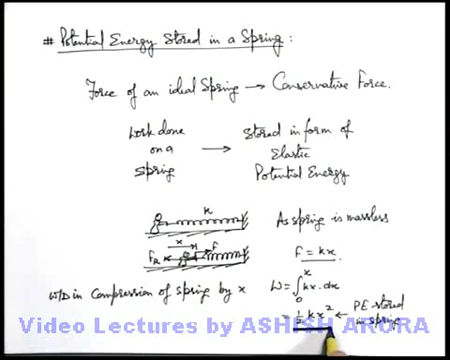 # Potential Energy Stored in a Spring :
Force of an ideal Spring → Conservative Force.
Work done on a Spring → Stored in form of Elastic Potential Energy
k
As spring is massless
x
F
F = kx
W/D in Compression of Spring by x
W = ∫₀ˣ kx.dx
= ½ kx² ← PE stored in spring
Video Lectures by ASHISH ARORA